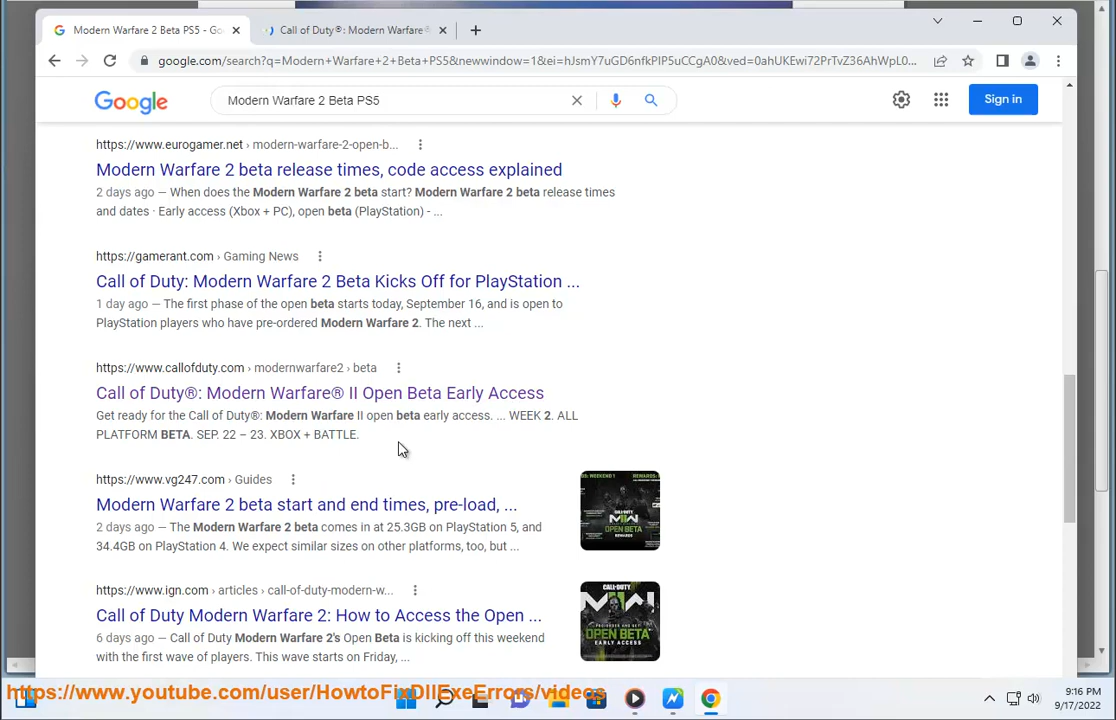 Modern Warfare 2 Beta PS5 - Go
Call of Duty®: Modern Warfare®
google.com/search?q=Modern+Warfare+2+Beta+PS5&newwindow=1&ei=hJsmY7uGD6nfkPIP5uCCgA0&ved=0ahUKEwi72PrTvZ36AhWpL0...
Google
Modern Warfare 2 Beta PS5
Sign in
https://www.eurogamer.net › modern-warfare-2-open-b...
Modern Warfare 2 beta release times, code access explained
2 days ago — When does the Modern Warfare 2 beta start? Modern Warfare 2 beta release times
and dates · Early access (Xbox + PC), open beta (PlayStation) - ...
https://gamerant.com › Gaming News
Call of Duty: Modern Warfare 2 Beta Kicks Off for PlayStation ...
1 day ago — The first phase of the open beta starts today, September 16, and is open to
PlayStation players who have pre-ordered Modern Warfare 2. The next ...
https://www.callofduty.com › modernwarfare2 › beta
Call of Duty®: Modern Warfare® II Open Beta Early Access
Get ready for the Call of Duty®: Modern Warfare II open beta early access. ... WEEK 2. ALL
PLATFORM BETA. SEP. 22 – 23. XBOX + BATTLE.
https://www.vg247.com › Guides
Modern Warfare 2 beta start and end times, pre-load, ...
2 days ago — The Modern Warfare 2 beta comes in at 25.3GB on PlayStation 5, and
34.4GB on PlayStation 4. We expect similar sizes on other platforms, too, but ...
REWARDS
OPEN BETA
REWARDS
https://www.ign.com › articles › call-of-duty-modern-w...
Call of Duty Modern Warfare 2: How to Access the Open ...
6 days ago — Call of Duty Modern Warfare 2's Open Beta is kicking off this weekend
with the first wave of players. This wave starts on Friday, ...
CALL OF DUTY
OPEN BETA
EARLY ACCESS
https://www.youtube.com/user/HowtoFixDllExeErrors/videos
9:16 PM
9/17/2022